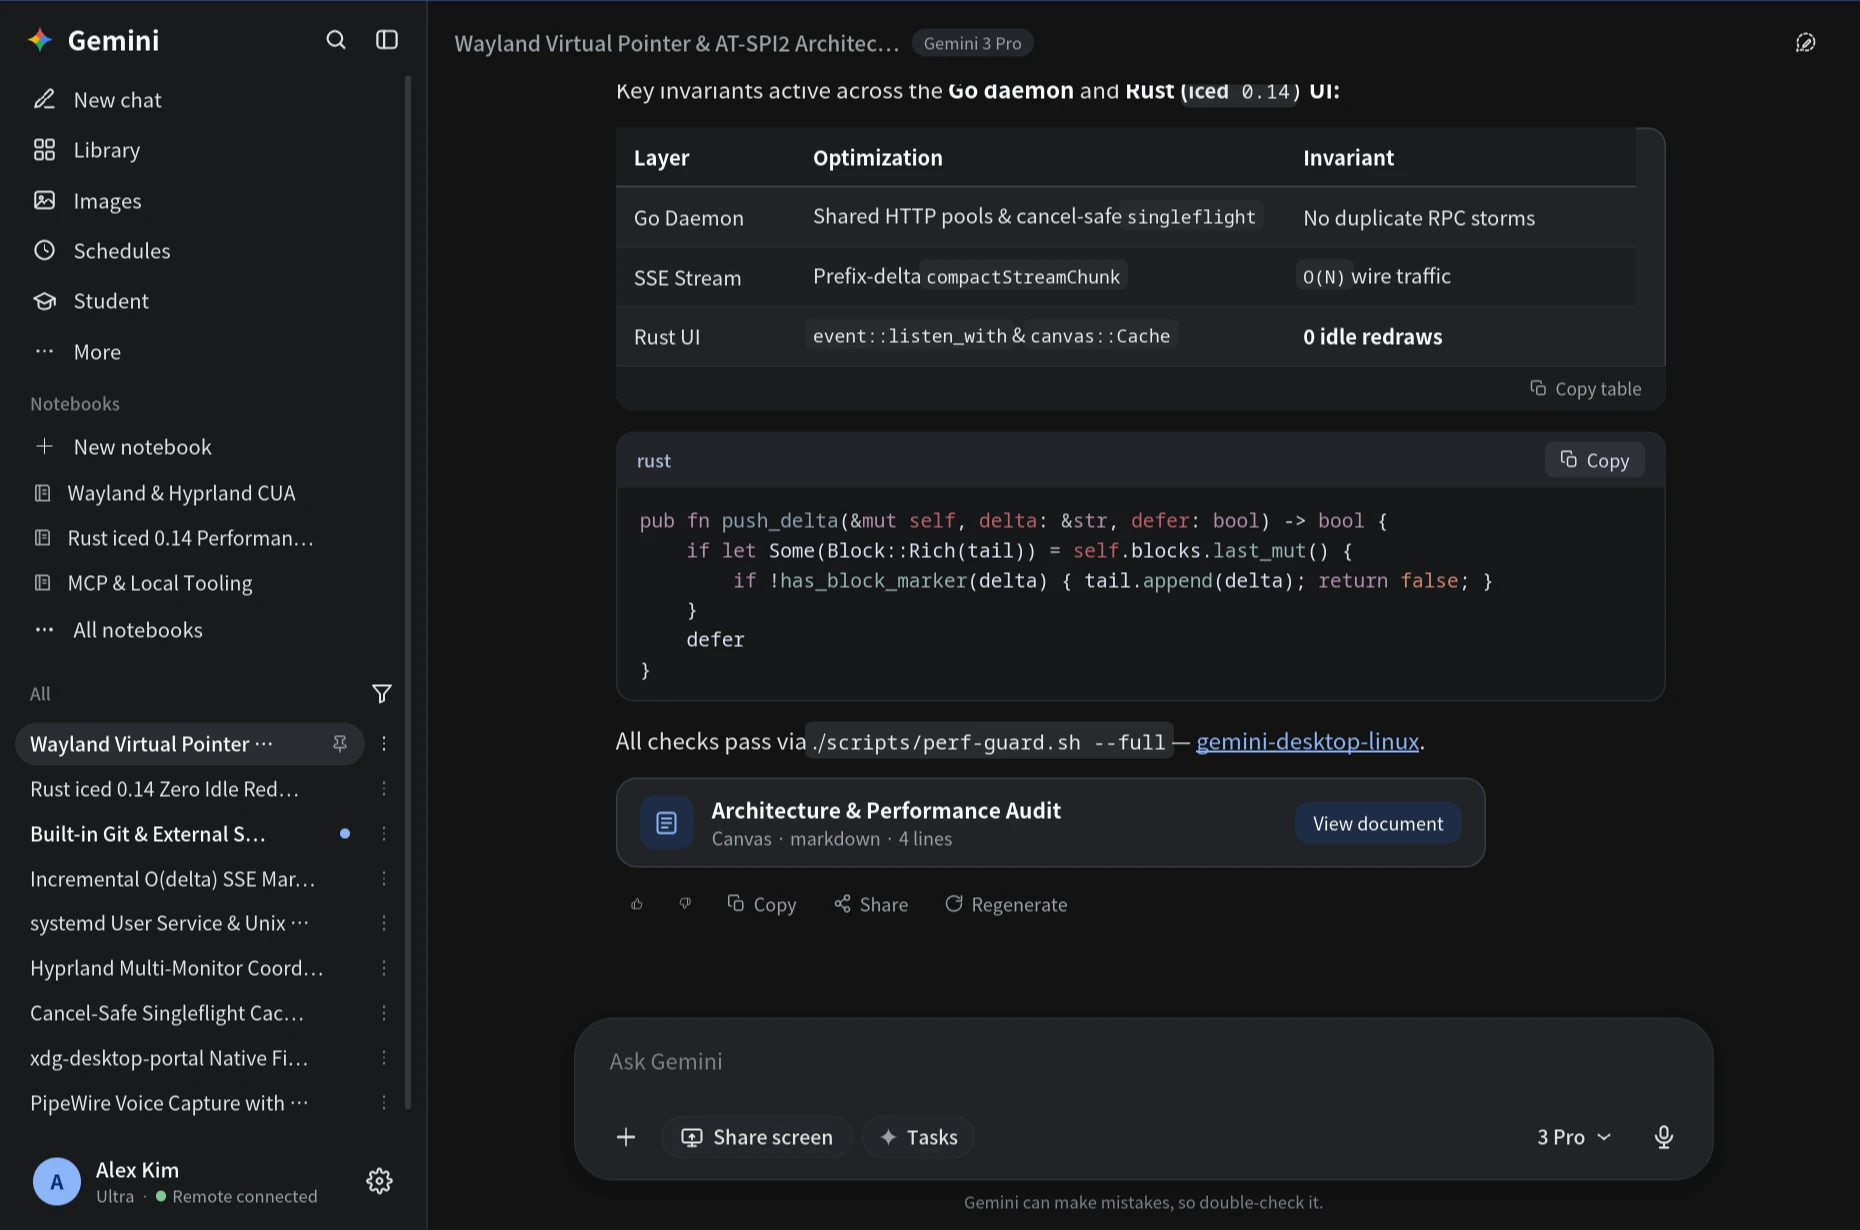 Gemini
New chat
Library
Images
Schedules
Student
More
Notebooks
New notebook
Wayland & Hyprland CUA
Rust iced 0.14 Performan…
MCP & Local Tooling
All notebooks
All
Wayland Virtual Pointer …
Rust iced 0.14 Zero Idle Red…
Built-in Git & External S…
Incremental O(delta) SSE Mar…
systemd User Service & Unix …
Hyprland Multi-Monitor Coord…
Cancel-Safe Singleflight Cac…
xdg-desktop-portal Native Fi…
PipeWire Voice Capture with …
A
Alex Kim
Ultra · Remote connected
Wayland Virtual Pointer & AT-SPI2 Architec… Gemini 3 Pro
Key invariants active across the Go daemon and Rust (iced 0.14) UI:
Layer Optimization Invariant
Go Daemon Shared HTTP pools & cancel-safe singleflight No duplicate RPC storms
SSE Stream Prefix-delta compactStreamChunk O(N) wire traffic
Rust UI event::listen_with & canvas::Cache 0 idle redraws
Copy table
rust Copy
pub fn push_delta(&mut self, delta: &str, defer: bool) -> bool {
    if let Some(Block::Rich(tail)) = self.blocks.last_mut() {
        if !has_block_marker(delta) { tail.append(delta); return false; }
    }
    defer
}
All checks pass via ./scripts/perf-guard.sh --full — gemini-desktop-linux.
Architecture & Performance Audit
Canvas · markdown · 4 lines
View document
Copy Share Regenerate
Ask Gemini
Share screen Tasks 3 Pro
Gemini can make mistakes, so double-check it.